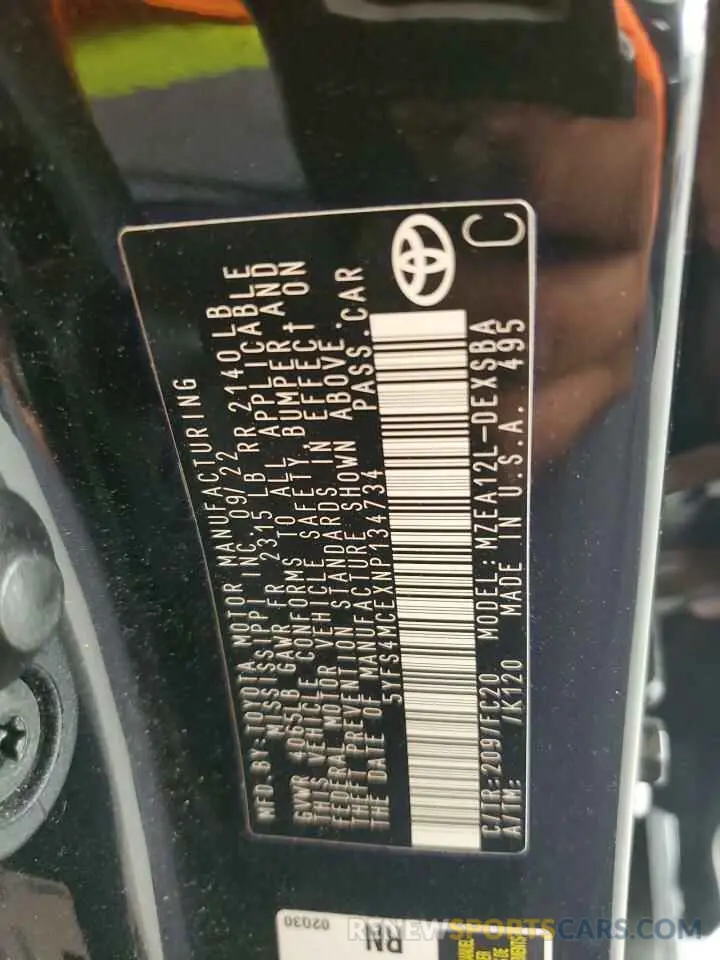 MFD.BY: TOYOTA MOTOR MANUFACTURING
MISSISSIPPI, INC. 09/22
GVWR 4065LB GAWR FR 2315 LB RR 2140 LB
THIS VEHICLE CONFORMS TO ALL APPLICABLE
FEDERAL MOTOR VEHICLE SAFETY, BUMPER AND
THEFT PREVENTION STANDARDS IN EFFECT ON
THE DATE OF MANUFACTURE SHOWN ABOVE.
5YFS4MCEXNP134734 PASS.CAR
C/TR:209/FC20 MODEL:MZEA12L-DEXSBA
A/TM: /K120 MADE IN U.S.A. 495
C
02030
RN
RENEWSPORTSCARS.COM